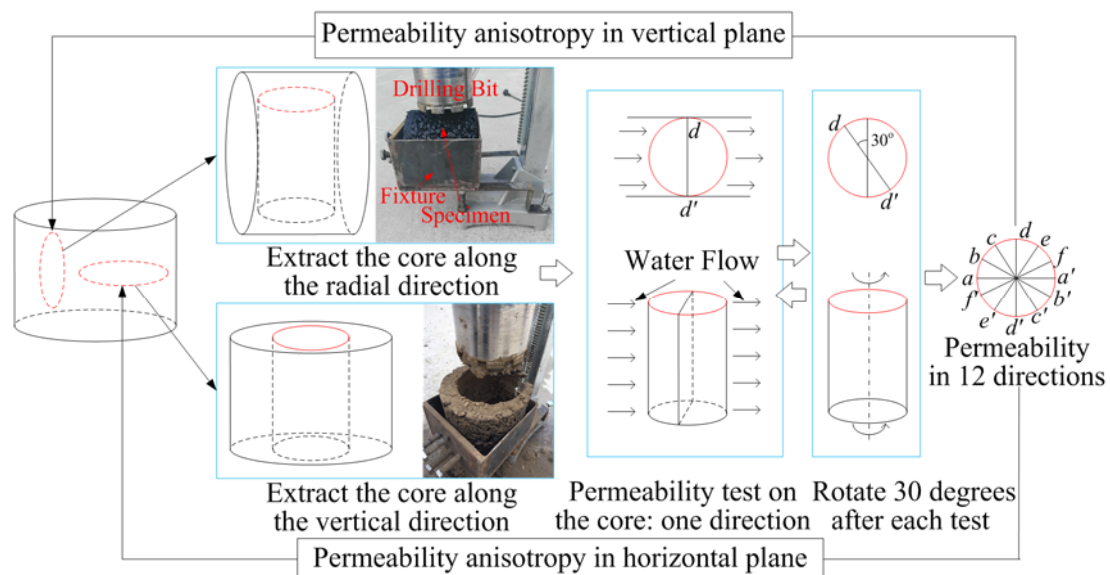 Permeability anisotropy in vertical plane
Drilling Bit
Fixture
Specimen
Extract the core along
the radial direction
Extract the core along
the vertical direction
d
d'
Water Flow
Permeability test on
the core: one direction
d
30°
d'
Rotate 30 degrees
after each test
a
b
c
d
e
f
a'
b'
c'
d'
e'
f'
Permeability
in 12 directions
Permeability anisotropy in horizontal plane